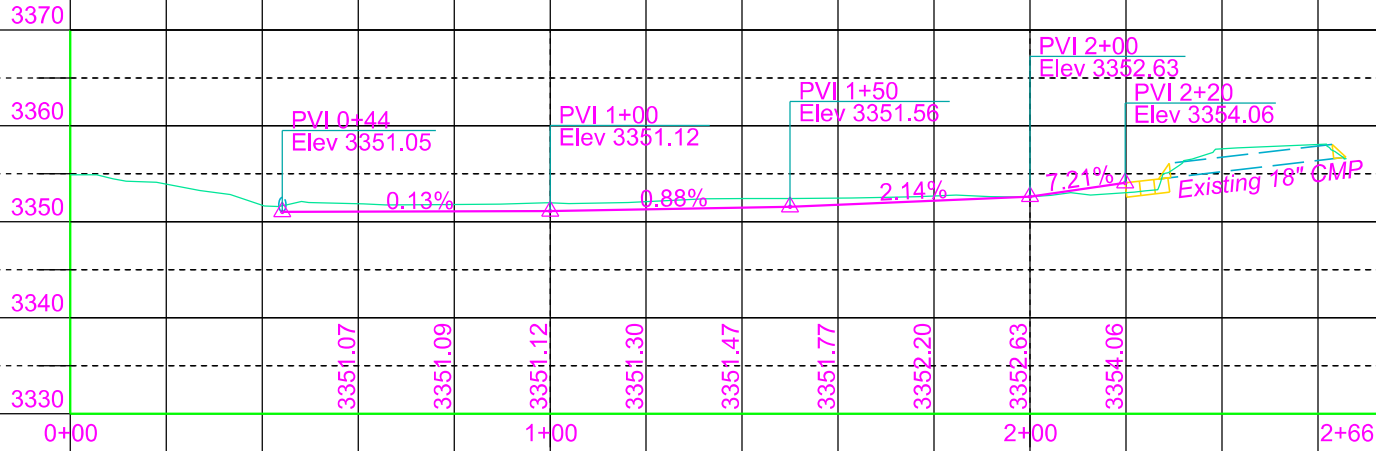 3370
PVI 2+00
Elev 3352.63
PVI 1+50
Elev 3351.56
PVI 2+20
Elev 3354.06
3360
PVI 0+44
Elev 3351.05
PVI 1+00
Elev 3351.12
0.13%
0.88%
2.14%
7.21%
Existing 18" CMP
3350
3340
3351.07
3351.09
3351.12
3351.30
3351.47
3351.77
3352.20
3352.63
3354.06
3330
0+00
1+00
2+00
2+66